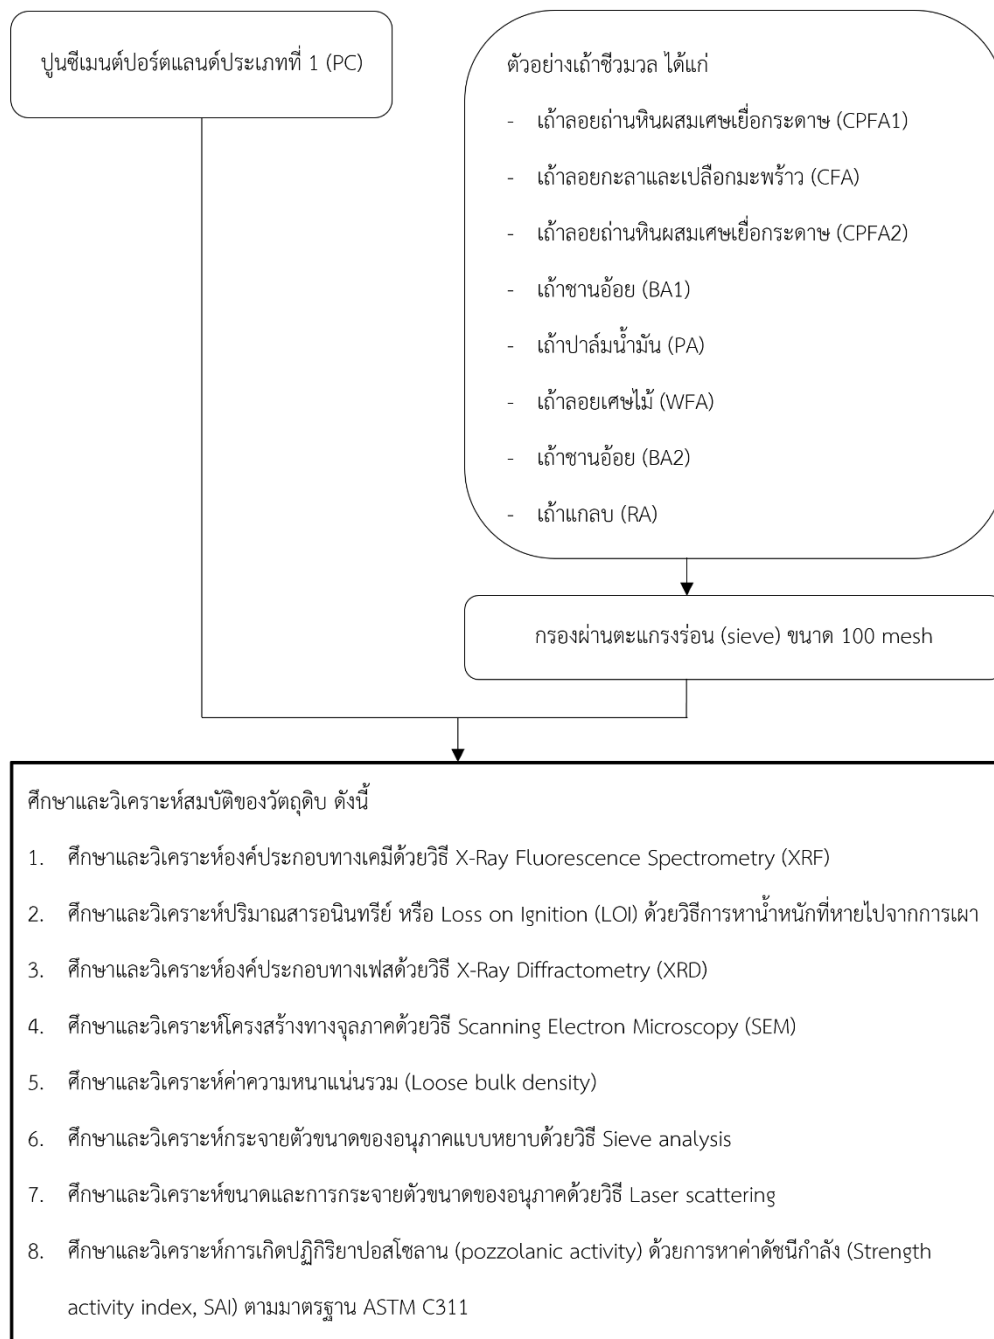 ปูนซีเมนต์ปอร์ตแลนด์ประเภทที่ 1 (PC)
ตัวอย่างเถ้าชีวมวล ได้แก่
- เถ้าลอยถ่านหินผสมเศษเยื่อกระดาษ (CPFA1)
- เถ้าลอยกะลาและเปลือกมะพร้าว (CFA)
- เถ้าลอยถ่านหินผสมเศษเยื่อกระดาษ (CPFA2)
- เถ้าชานอ้อย (BA1)
- เถ้าปาล์มน้ำมัน (PA)
- เถ้าลอยเศษไม้ (WFA)
- เถ้าชานอ้อย (BA2)
- เถ้าแกลบ (RA)
กรองผ่านตะแกรงร่อน (sieve) ขนาด 100 mesh
ศึกษาและวิเคราะห์สมบัติของวัตถุดิบ ดังนี้
1. ศึกษาและวิเคราะห์องค์ประกอบทางเคมีด้วยวิธี X-Ray Fluorescence Spectrometry (XRF)
2. ศึกษาและวิเคราะห์ปริมาณสารอนินทรีย์ หรือ Loss on Ignition (LOI) ด้วยวิธีการหาน้ำหนักที่หายไปจากการเผา
3. ศึกษาและวิเคราะห์องค์ประกอบทางเฟสด้วยวิธี X-Ray Diffractometry (XRD)
4. ศึกษาและวิเคราะห์โครงสร้างทางจุลภาคด้วยวิธี Scanning Electron Microscopy (SEM)
5. ศึกษาและวิเคราะห์ค่าความหนาแน่นรวม (Loose bulk density)
6. ศึกษาและวิเคราะห์กระจายตัวขนาดของอนุภาคแบบหยาบด้วยวิธี Sieve analysis
7. ศึกษาและวิเคราะห์ขนาดและการกระจายตัวขนาดของอนุภาคด้วยวิธี Laser scattering
8. ศึกษาและวิเคราะห์การเกิดปฏิกิริยาปอสโซลาน (pozzolanic activity) ด้วยการหาค่าดัชนีกำลัง (Strength
activity index, SAI) ตามมาตรฐาน ASTM C311